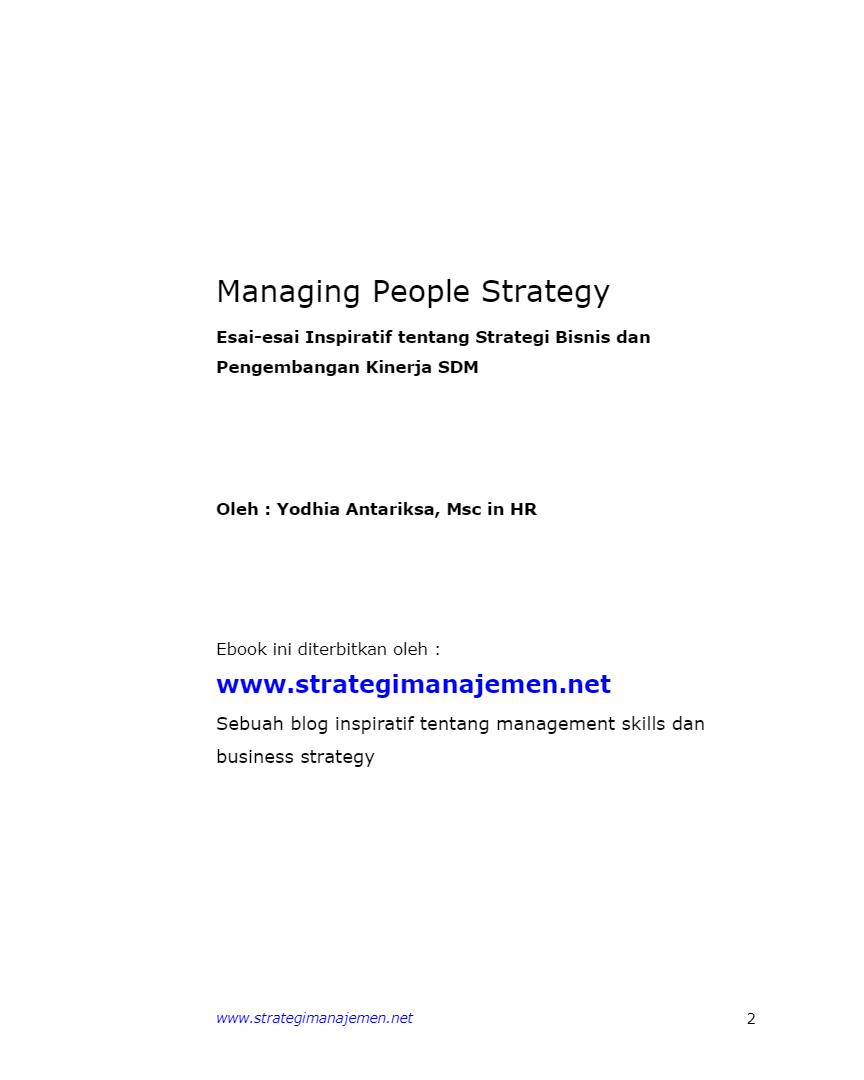 Managing People Strategy
Esai-esai Inspiratif tentang Strategi Bisnis dan
Pengembangan Kinerja SDM
Oleh : Yodhia Antariksa, Msc in HR
Ebook ini diterbitkan oleh :
www.strategimanajemen.net
Sebuah blog inspiratif tentang management skills dan
business strategy
www.strategimanajemen.net 2